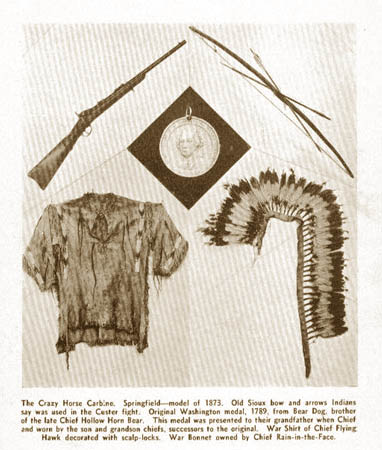 The Crazy Horse Carbine. Springfield—model of 1873. Old Sioux bow and arrows Indians
say was used in the Custer fight. Original Washington medal, 1789, from Bear Dog, brother
of the late Chief Hollow Horn Bear. This medal was presented to their grandfather when Chief
and worn by the son and grandson chiefs, successors to the original. War Shirt of Chief Flying
Hawk decorated with scalp-locks. War Bonnet owned by Chief Rain-in-the-Face.